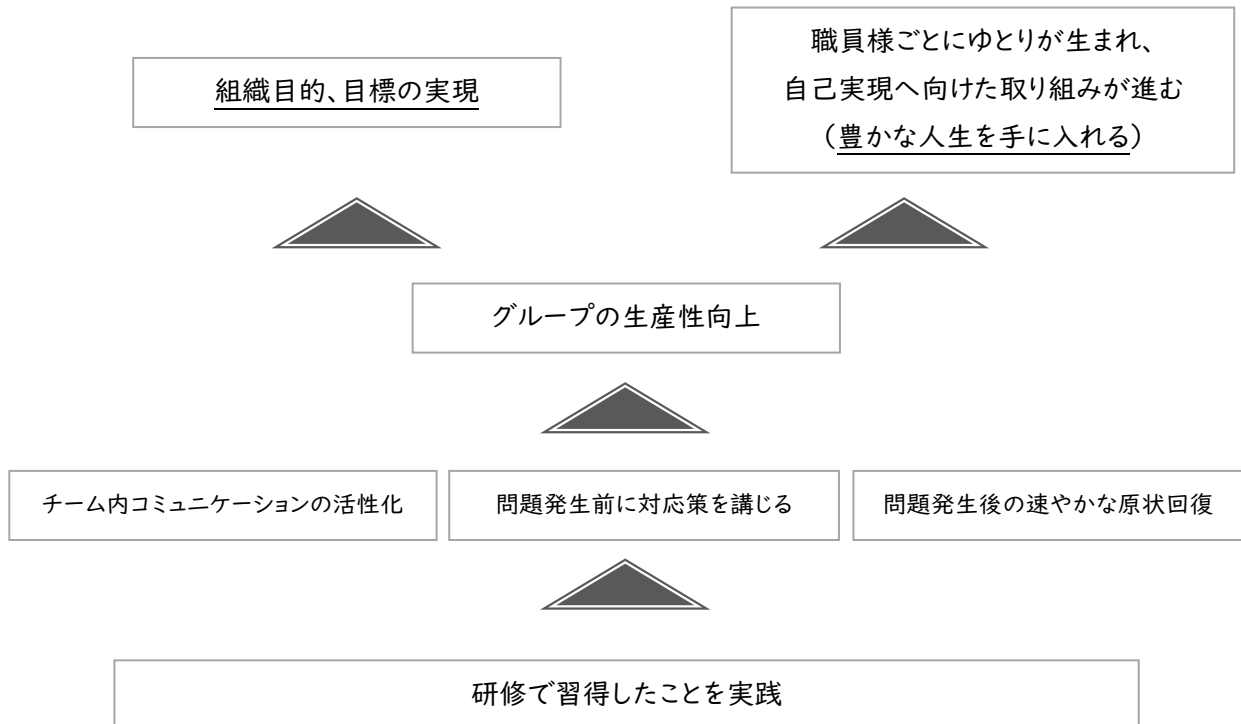 組織目的、目標の実現
職員様ごとにゆとりが生まれ、
自己実現へ向けた取り組みが進む
(豊かな人生を手に入れる)
グループの生産性向上
チーム内コミュニケーションの活性化
問題発生前に対応策を講じる
問題発生後の速やかな原状回復
研修で習得したことを実践